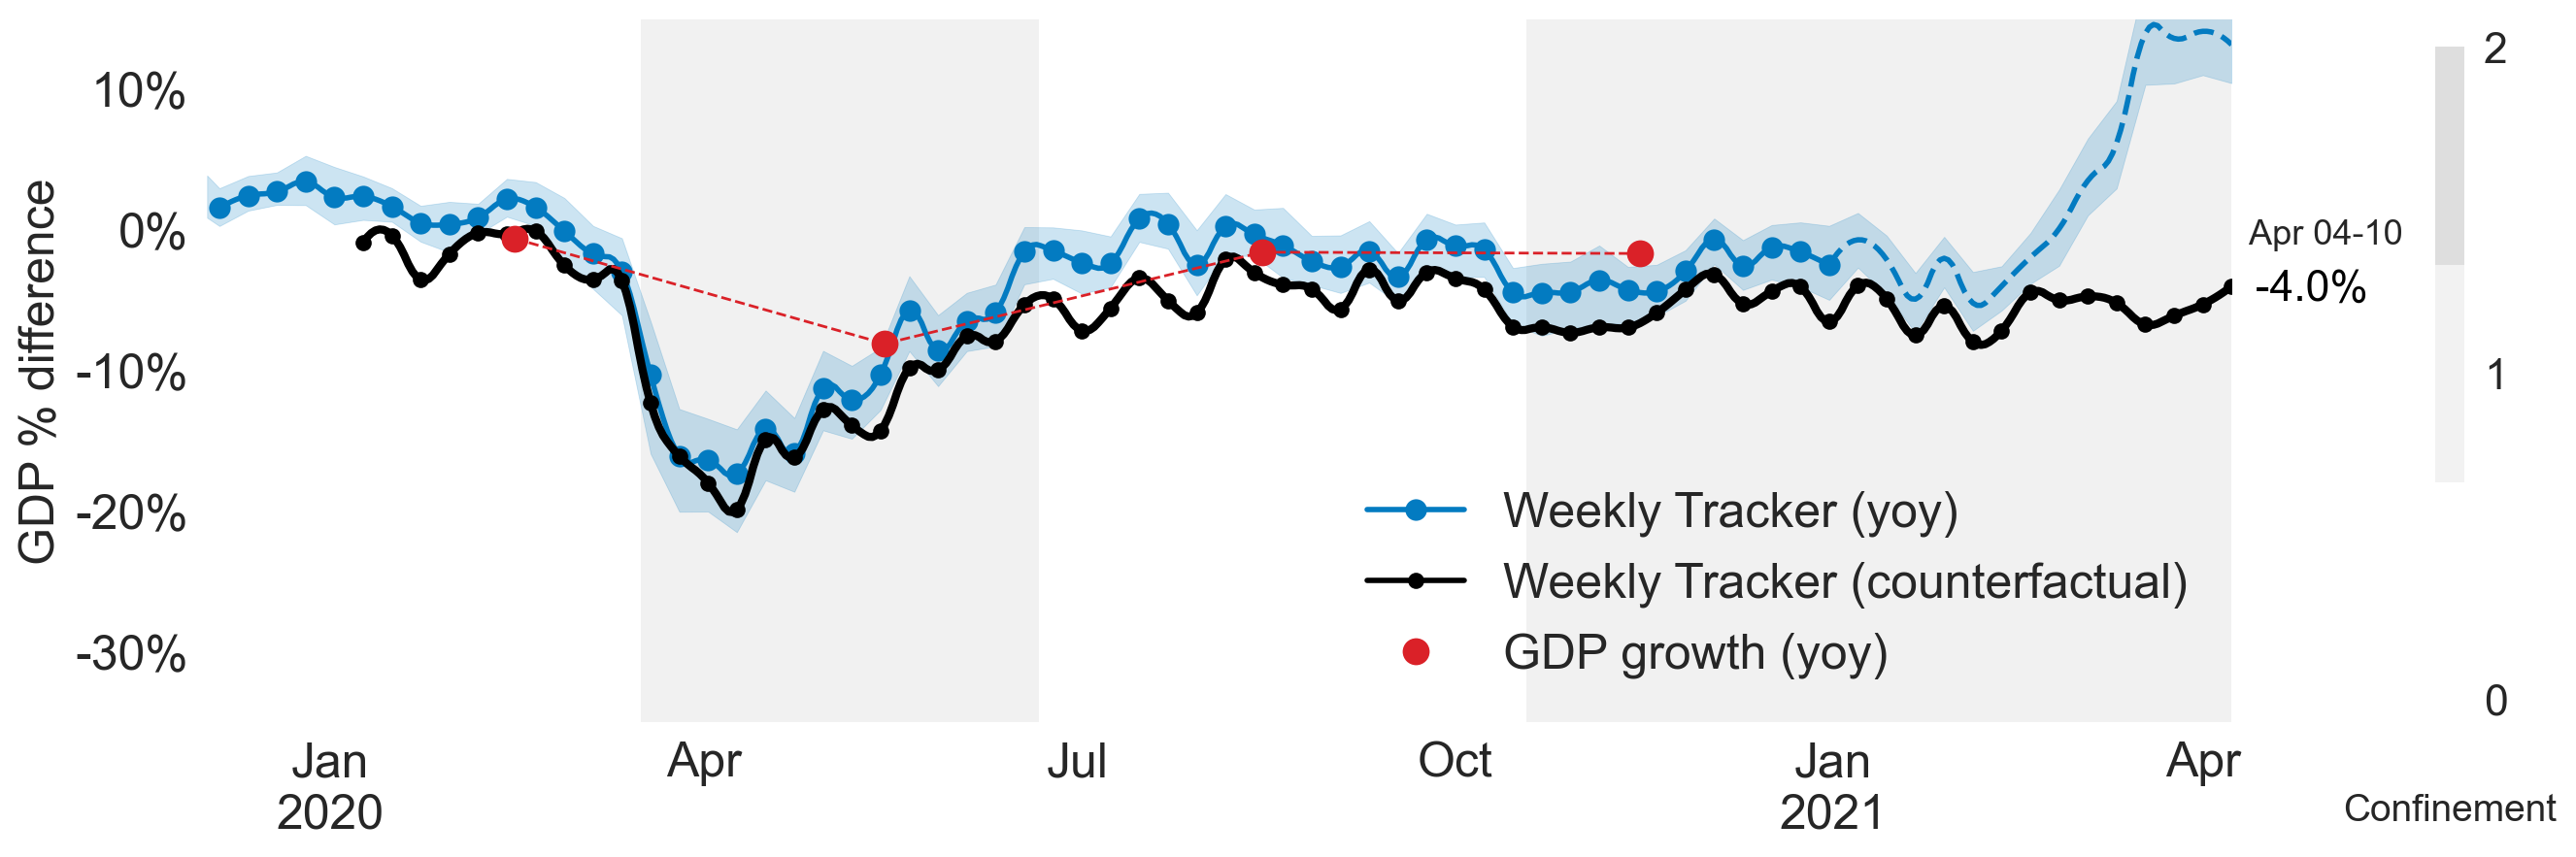 GDP % difference
10%
0%
-10%
-20%
-30%
Jan
2020
Apr
Jul
Oct
Jan
2021
Apr
Weekly Tracker (yoy)
Weekly Tracker (counterfactual)
GDP growth (yoy)
Apr 04-10
-4.0%
2
1
0
Confinement